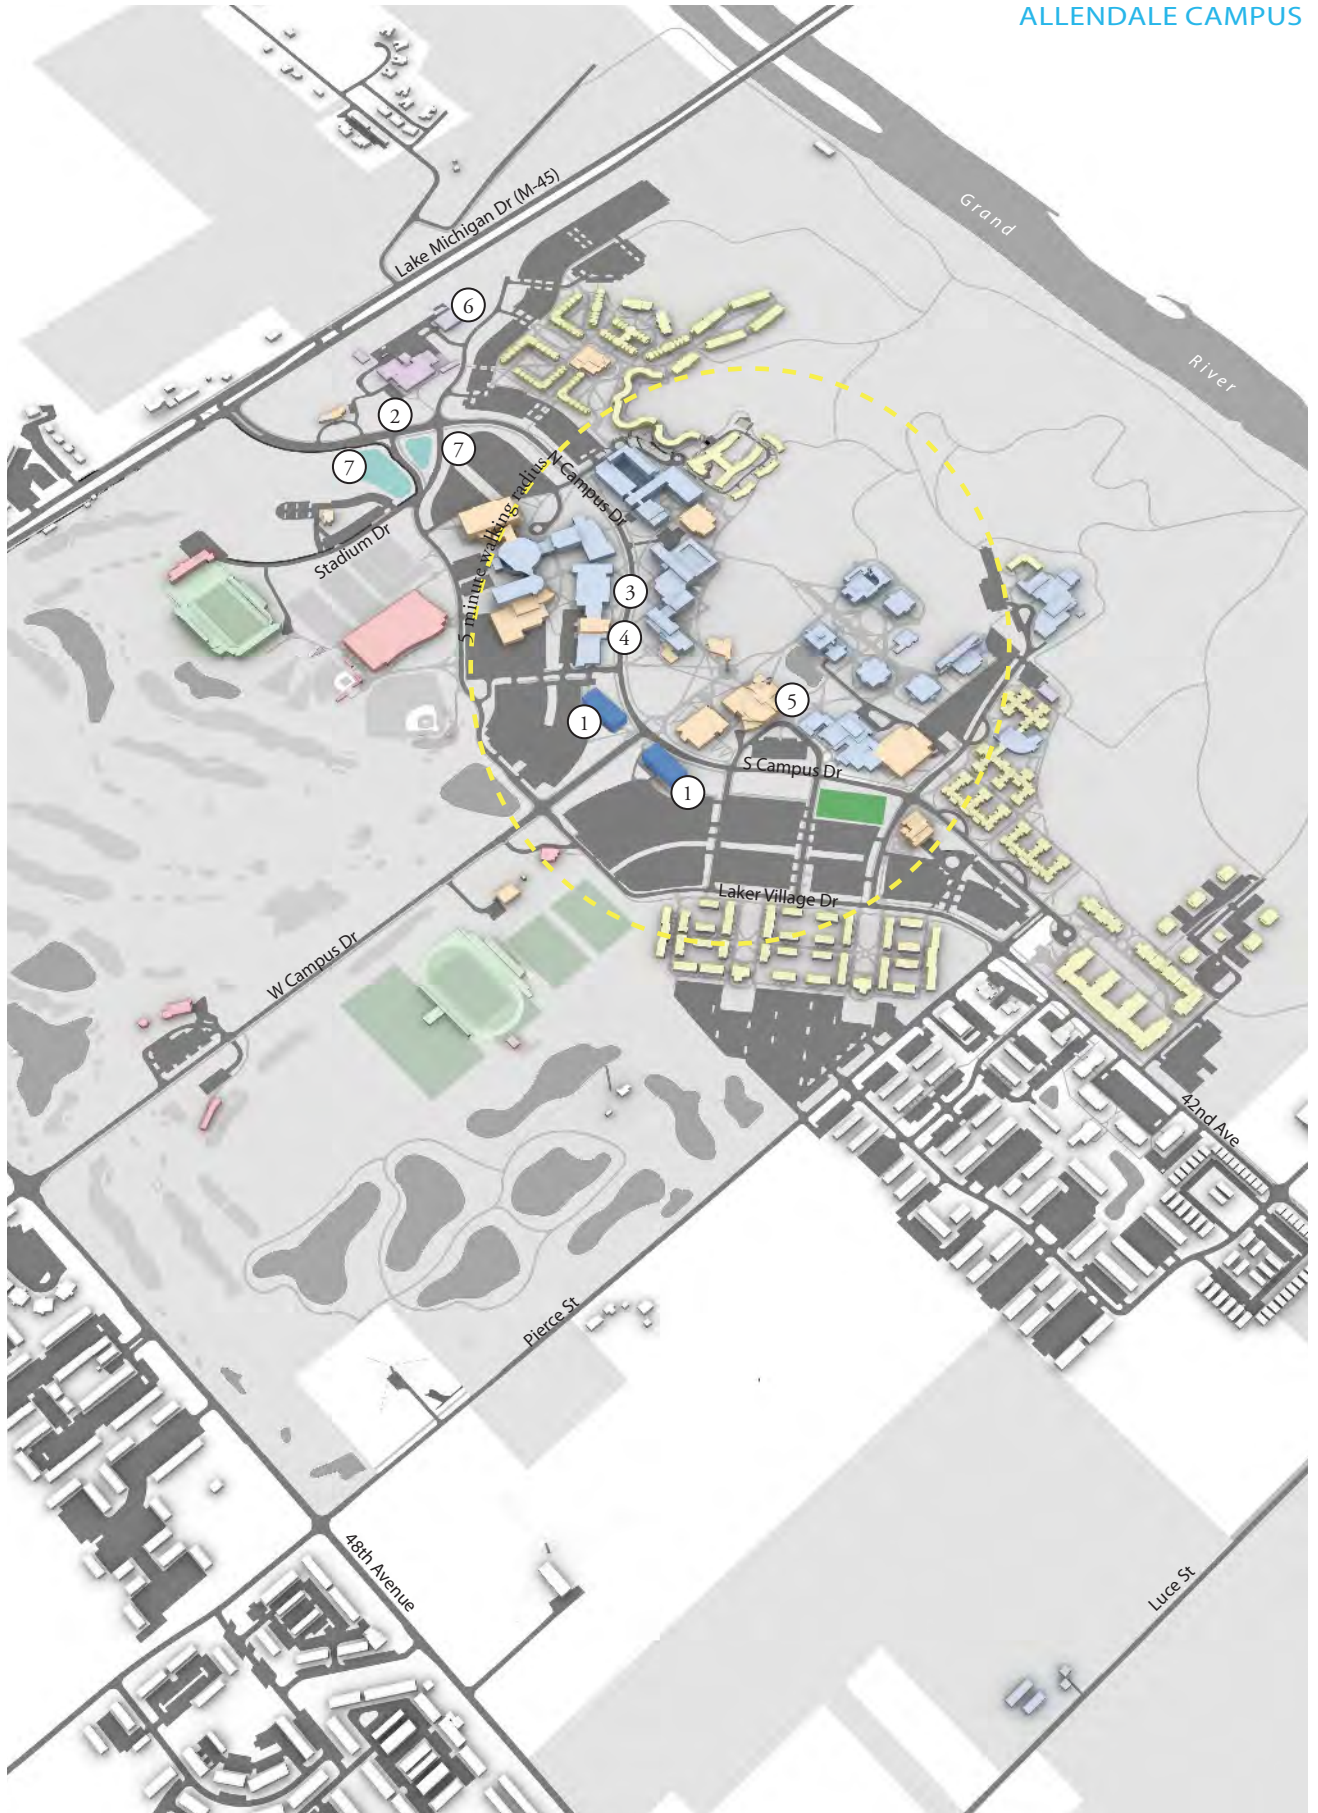 ALLENDALE CAMPUS
Lake Michigan Dr (M-45)
Grand
River
6
2
7
7
N Campus Dr
5 minute walking radius
Stadium Dr
3
4
5
1
1
S Campus Dr
Laker Village Dr
W Campus Dr
42nd Ave
Pierce St
48th Avenue
Luce St